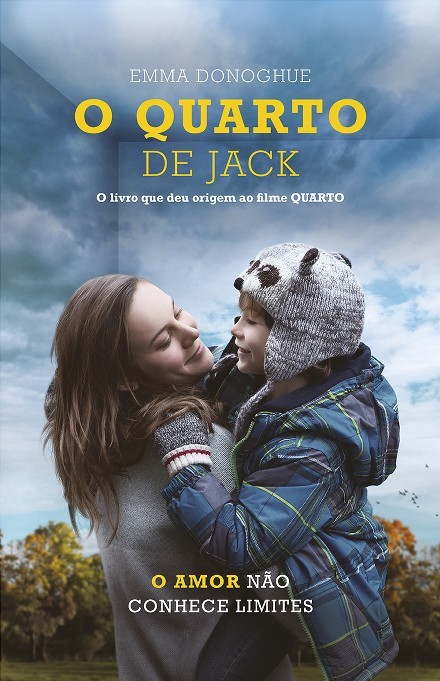 EMMA DONOGHUE
O QUARTO
DE JACK
O livro que deu origem ao filme QUARTO
O AMOR NÃO
CONHECE LIMITES